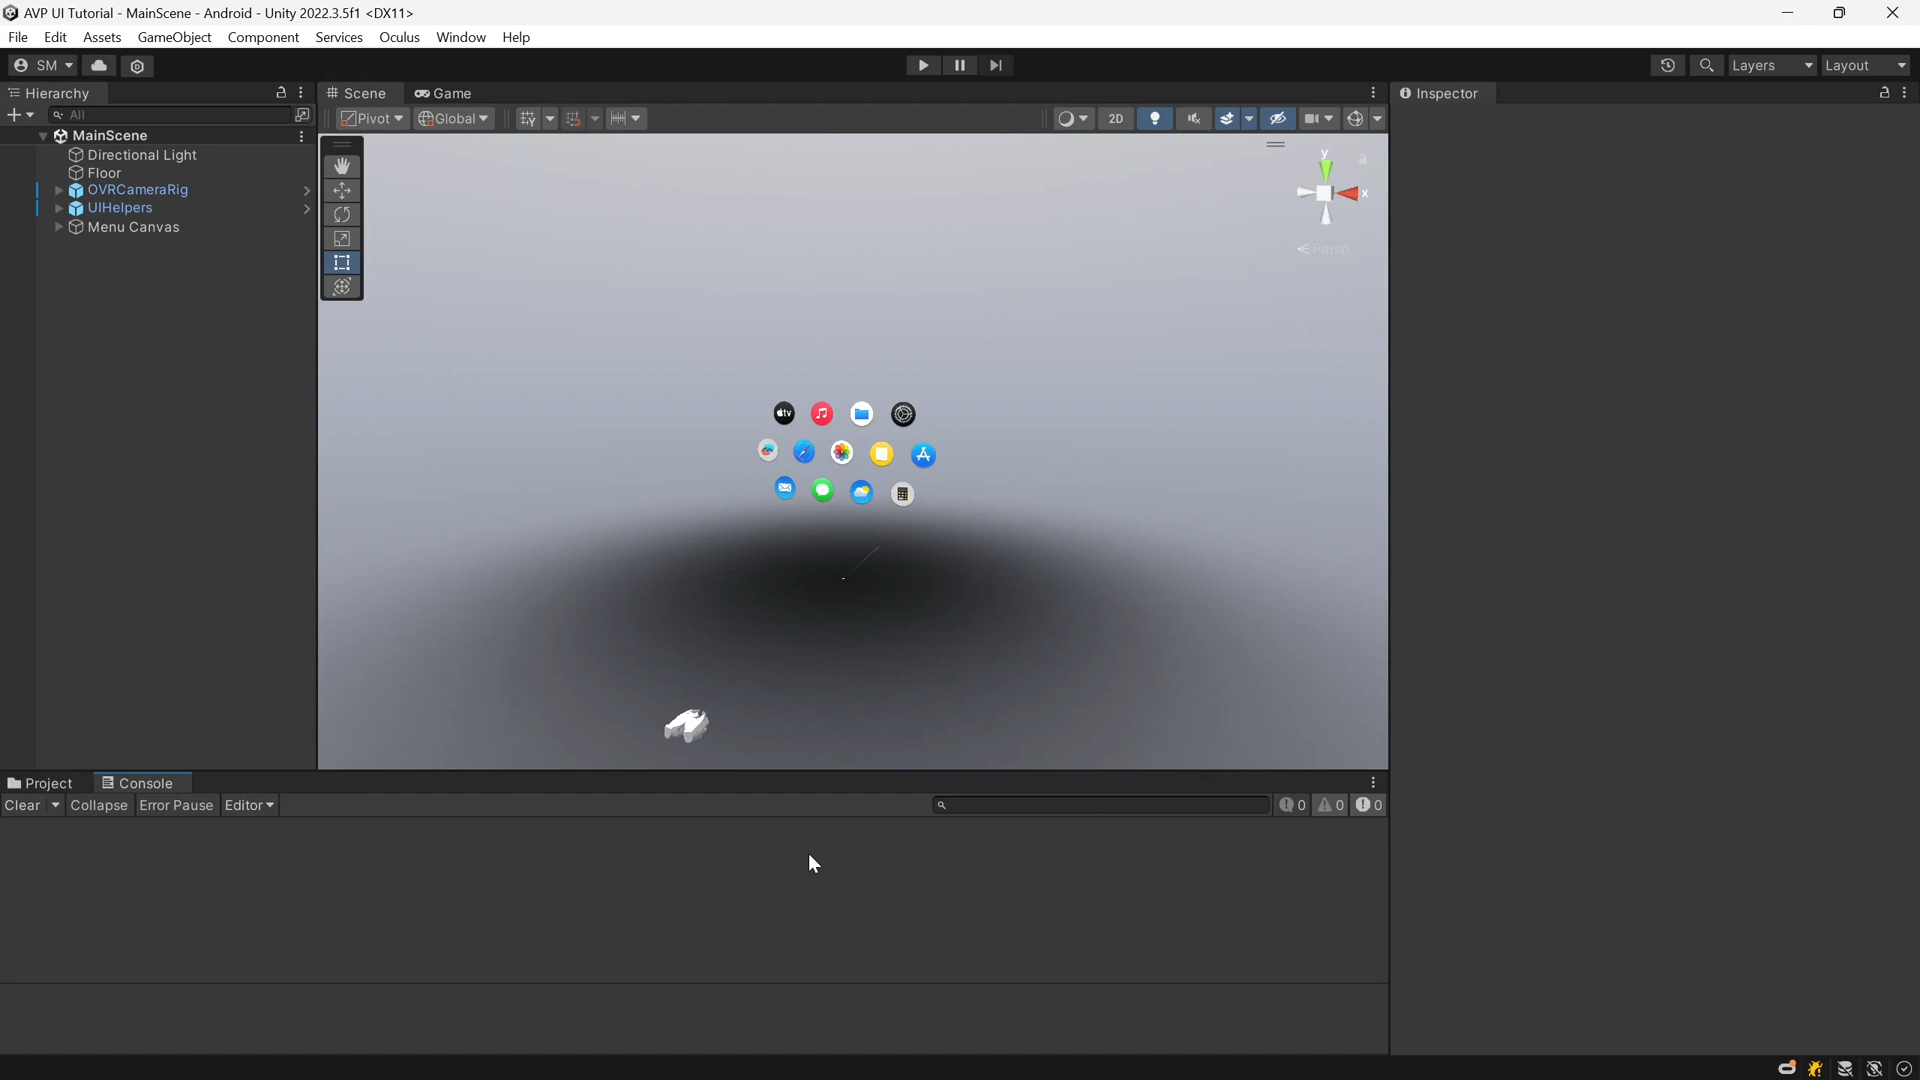 AVP UI Tutorial - MainScene - Android - Unity 2022.3.5f1 <DX11>
File Edit Assets GameObject Component Services Oculus Window Help
SM Layers Layout
Hierarchy
All
MainScene
Directional Light
Floor
OVRCameraRig
UIHelpers
Menu Canvas
Scene Game
Pivot Global 2D
y
x
Persp
tv
Inspector
Project Console
Clear Collapse Error Pause Editor 0 0 0